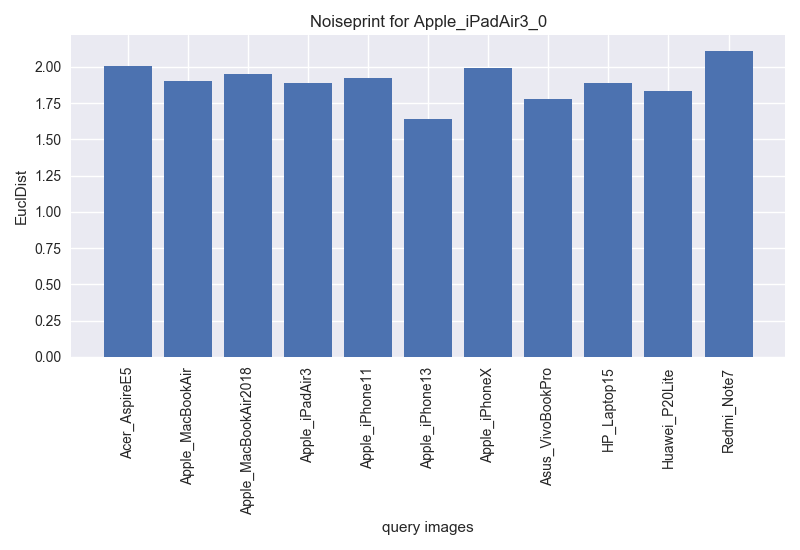 Noiseprint for Apple_iPadAir3_0
EuclDist
2.00
1.75
1.50
1.25
1.00
0.75
0.50
0.25
0.00
Acer_AspireE5
Apple_MacBookAir
Apple_MacBookAir2018
Apple_iPadAir3
Apple_iPhone11
Apple_iPhone13
Apple_iPhoneX
Asus_VivoBookPro
HP_Laptop15
Huawei_P20Lite
Redmi_Note7
query images